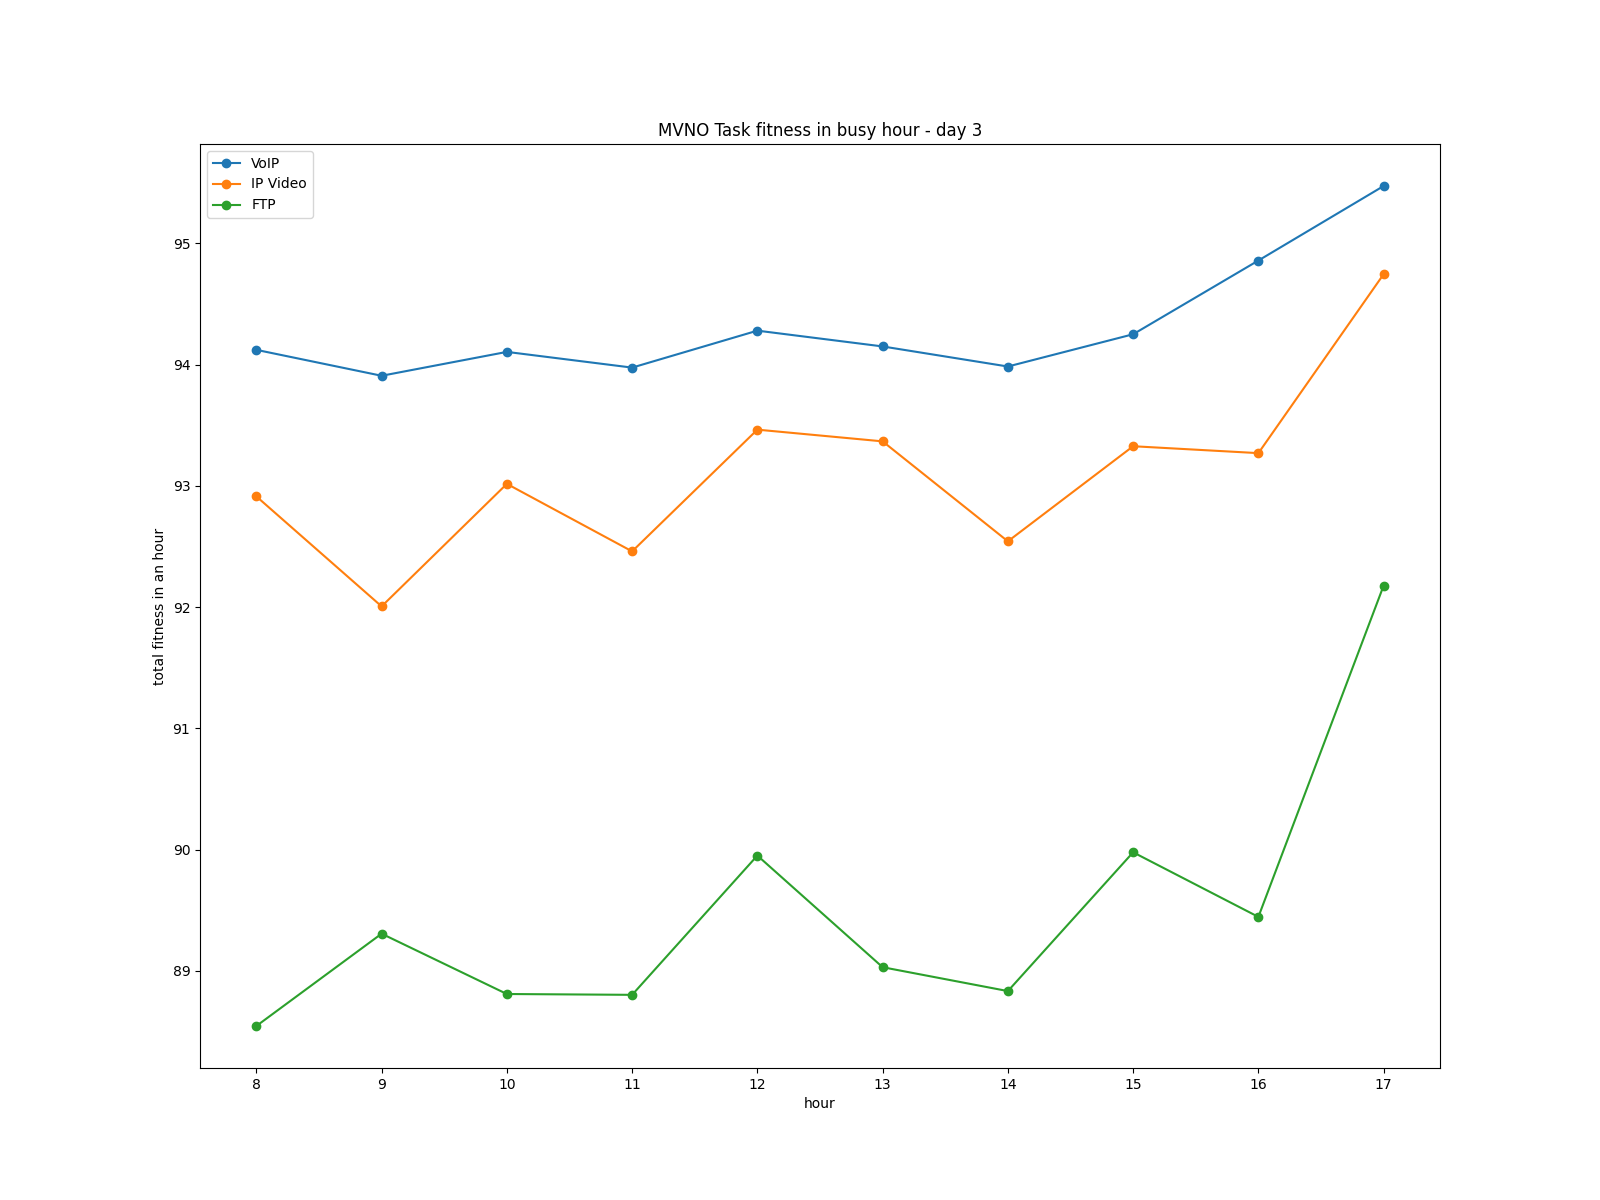 MVNO Task fitness in busy hour - day 3
VoIP
IP Video
FTP
95
94
93
92
91
90
89
total fitness in an hour
8 9 10 11 12 13 14 15 16 17
hour